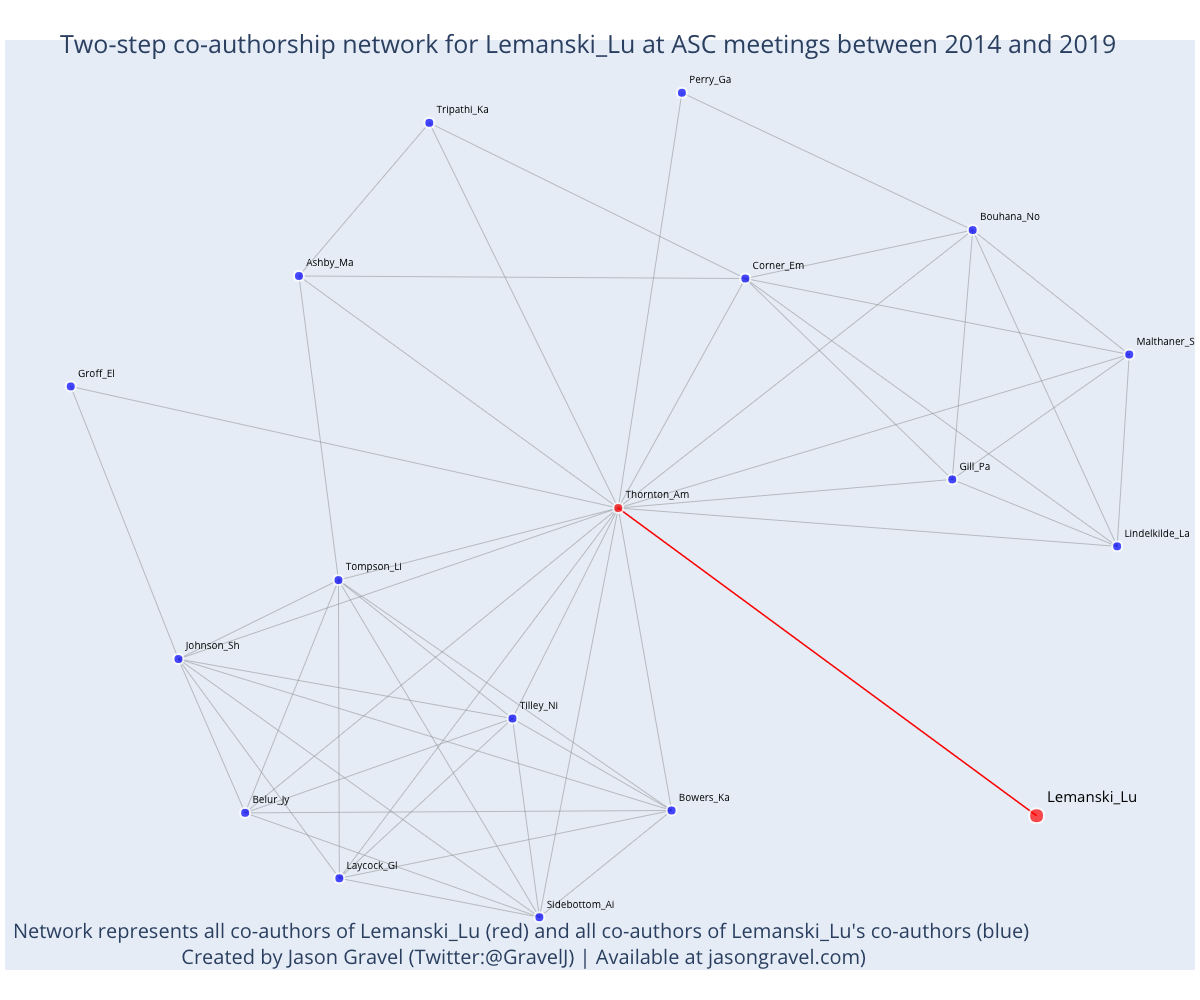 Two-step co-authorship network for Lemanski_Lu at ASC meetings between 2014 and 2019
Perry_Ga
Tripathi_Ka
Bouhana_No
Ashby_Ma
Corner_Em
Malthaner_S
Groff_El
Gill_Pa
Thornton_Am
Lindelkilde_La
Tompson_Li
Johnson_Sh
Tilley_Ni
Belur_Jy
Bowers_Ka
Lemanski_Lu
Laycock_Gl
Sidebottom_Ai
Network represents all co-authors of Lemanski_Lu (red) and all co-authors of Lemanski_Lu's co-authors (blue)
Created by Jason Gravel (Twitter:@GravelJ) | Available at jasongravel.com)